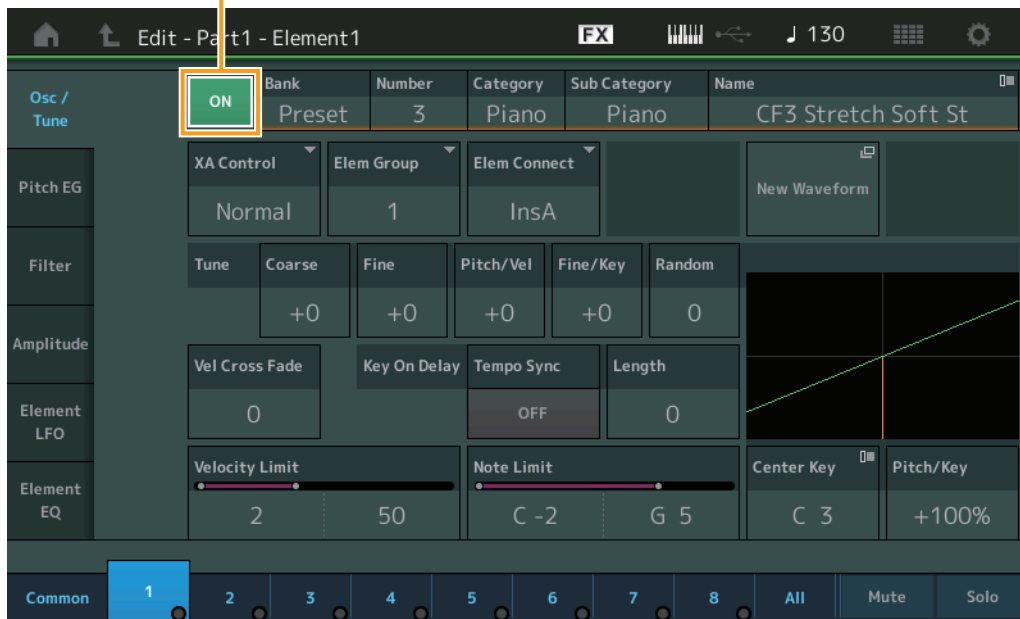 Edit - Part1 - Element1 FX ♩ 130
Osc / Tune
ON
Bank Number Category Sub Category Name
Preset 3 Piano Piano CF3 Stretch Soft St
Pitch EG
XA Control Elem Group Elem Connect
Normal 1 InsA
New Waveform
Filter
Tune Coarse Fine Pitch/Vel Fine/Key Random
+0 +0 +0 +0 0
Amplitude
Vel Cross Fade Key On Delay Tempo Sync Length
0 OFF 0
Element LFO
Velocity Limit Note Limit Center Key Pitch/Key
2 50 C -2 G 5 C 3 +100%
Element EQ
Common 1 2 3 4 5 6 7 8 All Mute Solo